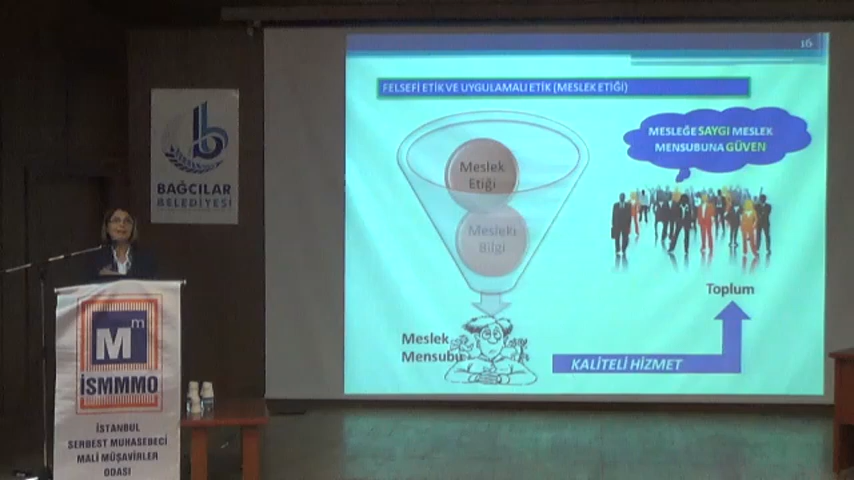 16
FELSEFİ ETİK VE UYGULAMALI ETİK (MESLEK ETİĞİ)
Meslek
Etiği
Mesleki
Bilgi
MESLEĞE SAYGI MESLEK
MENSUBUNA GÜVEN
Toplum
Meslek
Mensubu
KALİTELİ HİZMET
b
BAĞCILAR
BELEDİYESİ
Mm
İSMMMO
İSTANBUL
SERBEST MUHASEBECİ
MALİ MÜŞAVİRLER
ODASI